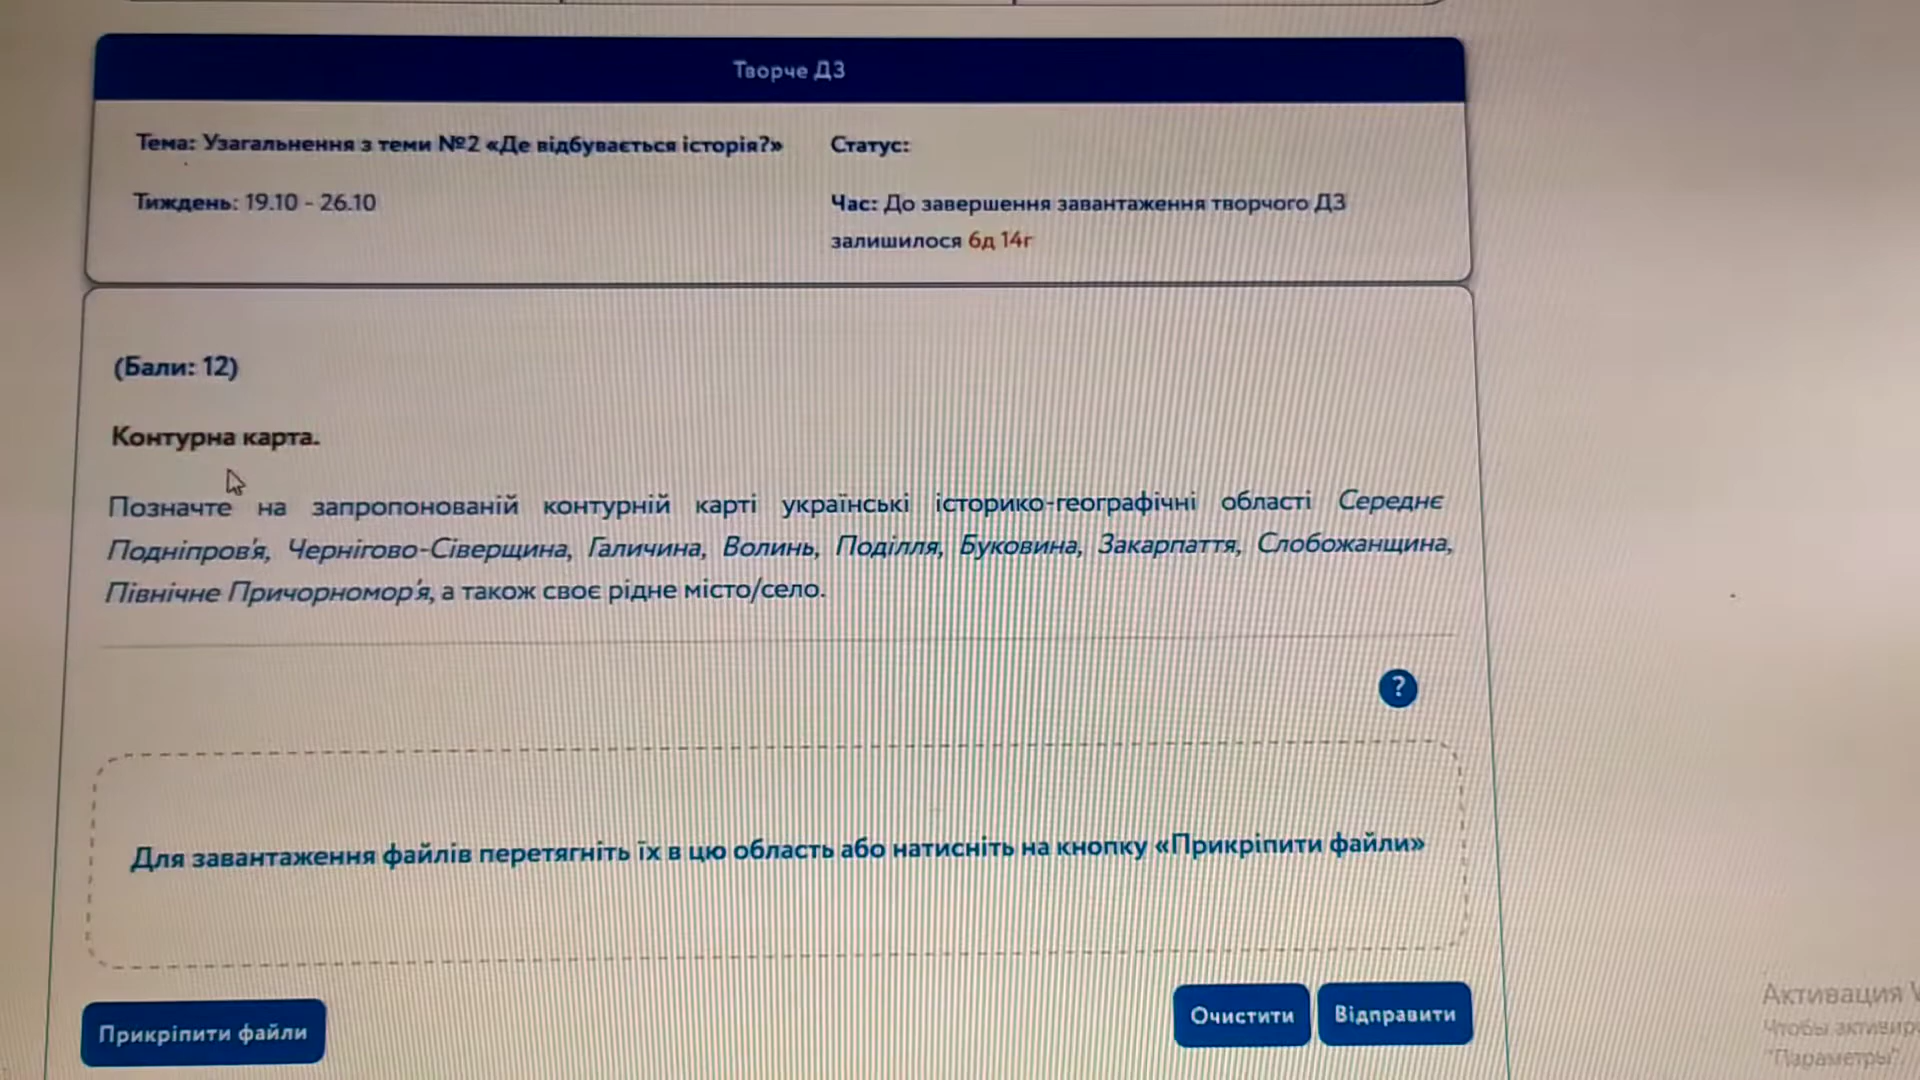 Творче ДЗ
Тема: Узагальнення з теми №2 «Де відбувається історія?»
Статус:
Тиждень: 19.10 - 26.10
Час: До завершення завантаження творчого ДЗ
залишилося 6д 14г
(Бали: 12)
Контурна карта.
Позначте на запропонованій контурній карті українські історико-географічні області Середнє
Подніпров'я, Чернігово-Сіверщина, Галичина, Волинь, Поділля, Буковина, Закарпаття, Слобожанщина,
Північне Причорномор'я, а також своє рідне місто/село.
?
Для завантаження файлів перетягніть їх в цю область або натисніть на кнопку «Прикріпити файли»
Прикріпити файли
Очистити
Відправити
Активация
Чтобы
"Параметры".